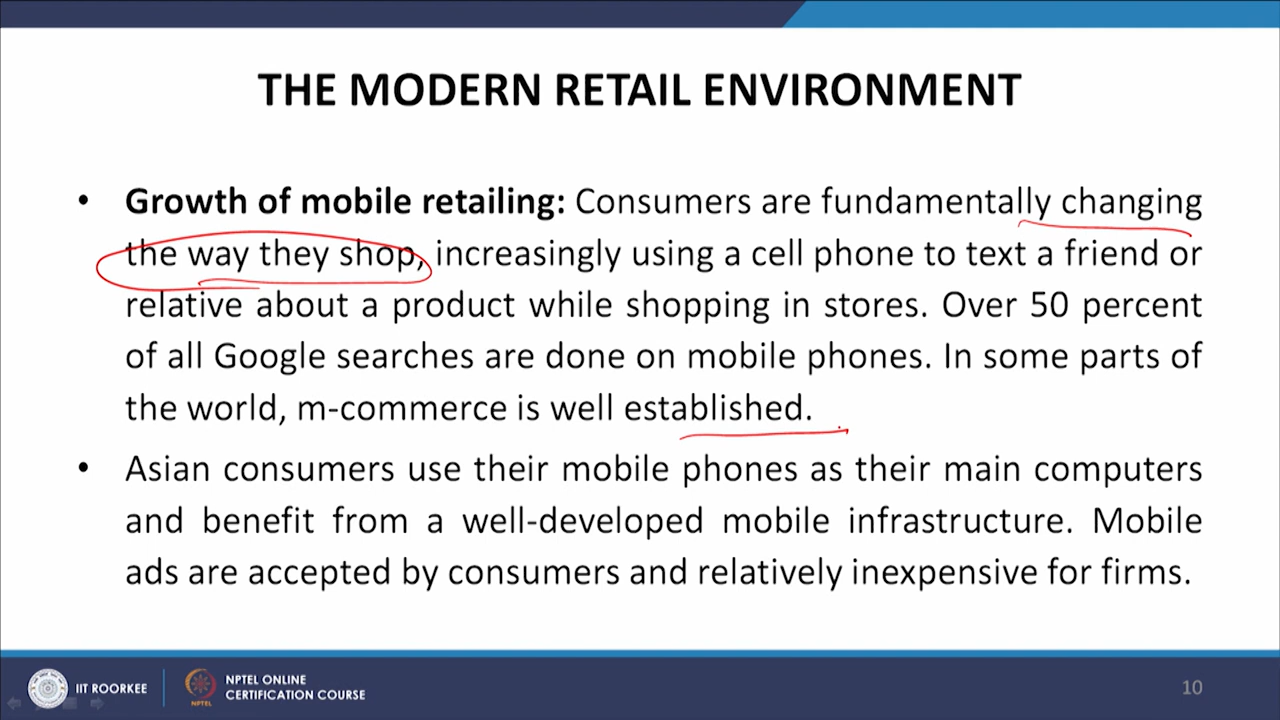 THE MODERN RETAIL ENVIRONMENT
• Growth of mobile retailing: Consumers are fundamentally changing
the way they shop, increasingly using a cell phone to text a friend or
relative about a product while shopping in stores. Over 50 percent
of all Google searches are done on mobile phones. In some parts of
the world, m-commerce is well established.
• Asian consumers use their mobile phones as their main computers
and benefit from a well-developed mobile infrastructure. Mobile
ads are accepted by consumers and relatively inexpensive for firms.
IIT ROORKEE
NPTEL
NPTEL ONLINE
CERTIFICATION COURSE
10